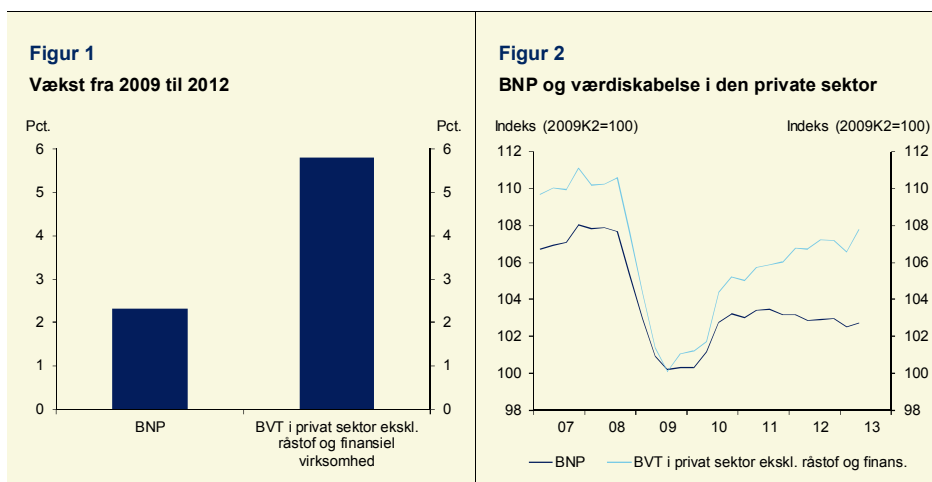 Figur 1
Vækst fra 2009 til 2012
Pct. Pct.
6 6
5 5
4 4
3 3
2 2
1 1
0 0
BNP BVT i privat sektor ekskl.
råstof og finansiel
virksomhed
Figur 2
BNP og værdiskabelse i den private sektor
Indeks (2009K2=100) Indeks (2009K2=100)
112 112
110 110
108 108
106 106
104 104
102 102
100 100
98 98
07 08 09 10 11 12 13
BNP BVT i privat sektor ekskl. råstof og finans.